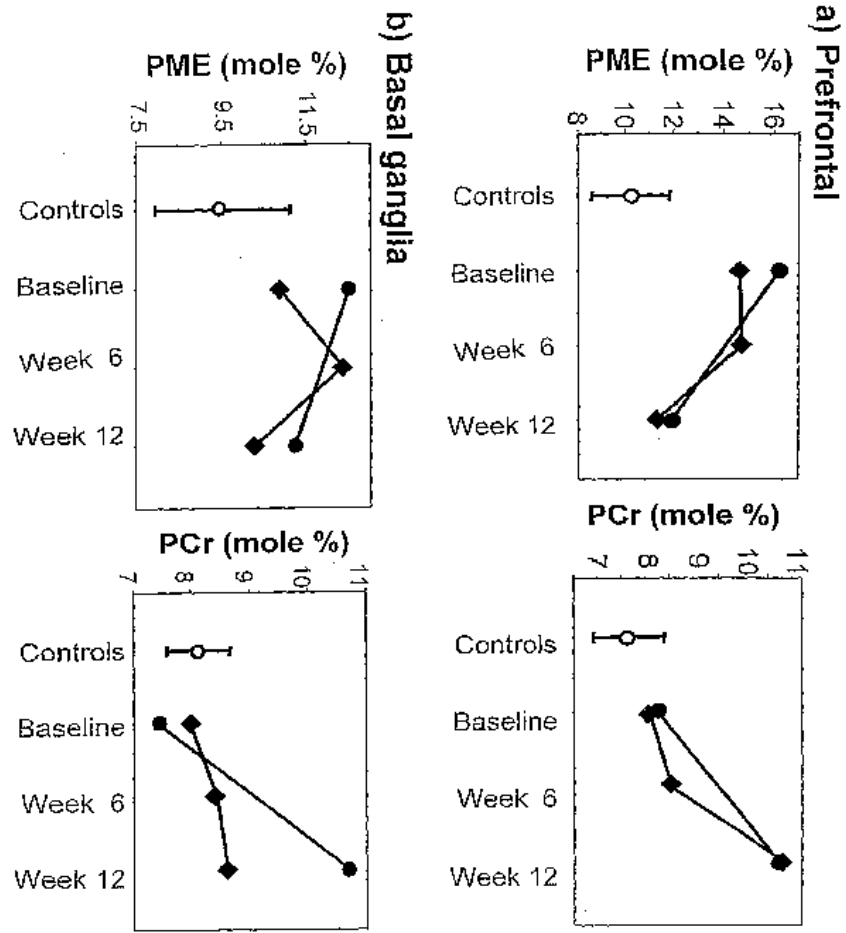 a) Prefrontal
PME (mole %)
8 10 12 14 16
Controls
Baseline
Week 6
Week 12
PCr (mole %)
7 8 9 10 11
Controls
Baseline
Week 6
Week 12
b) Basal ganglia
PME (mole %)
7.5 9.5 11.5
Controls
Baseline
Week 6
Week 12
PCr (mole %)
7 8 9 10 11
Controls
Baseline
Week 6
Week 12